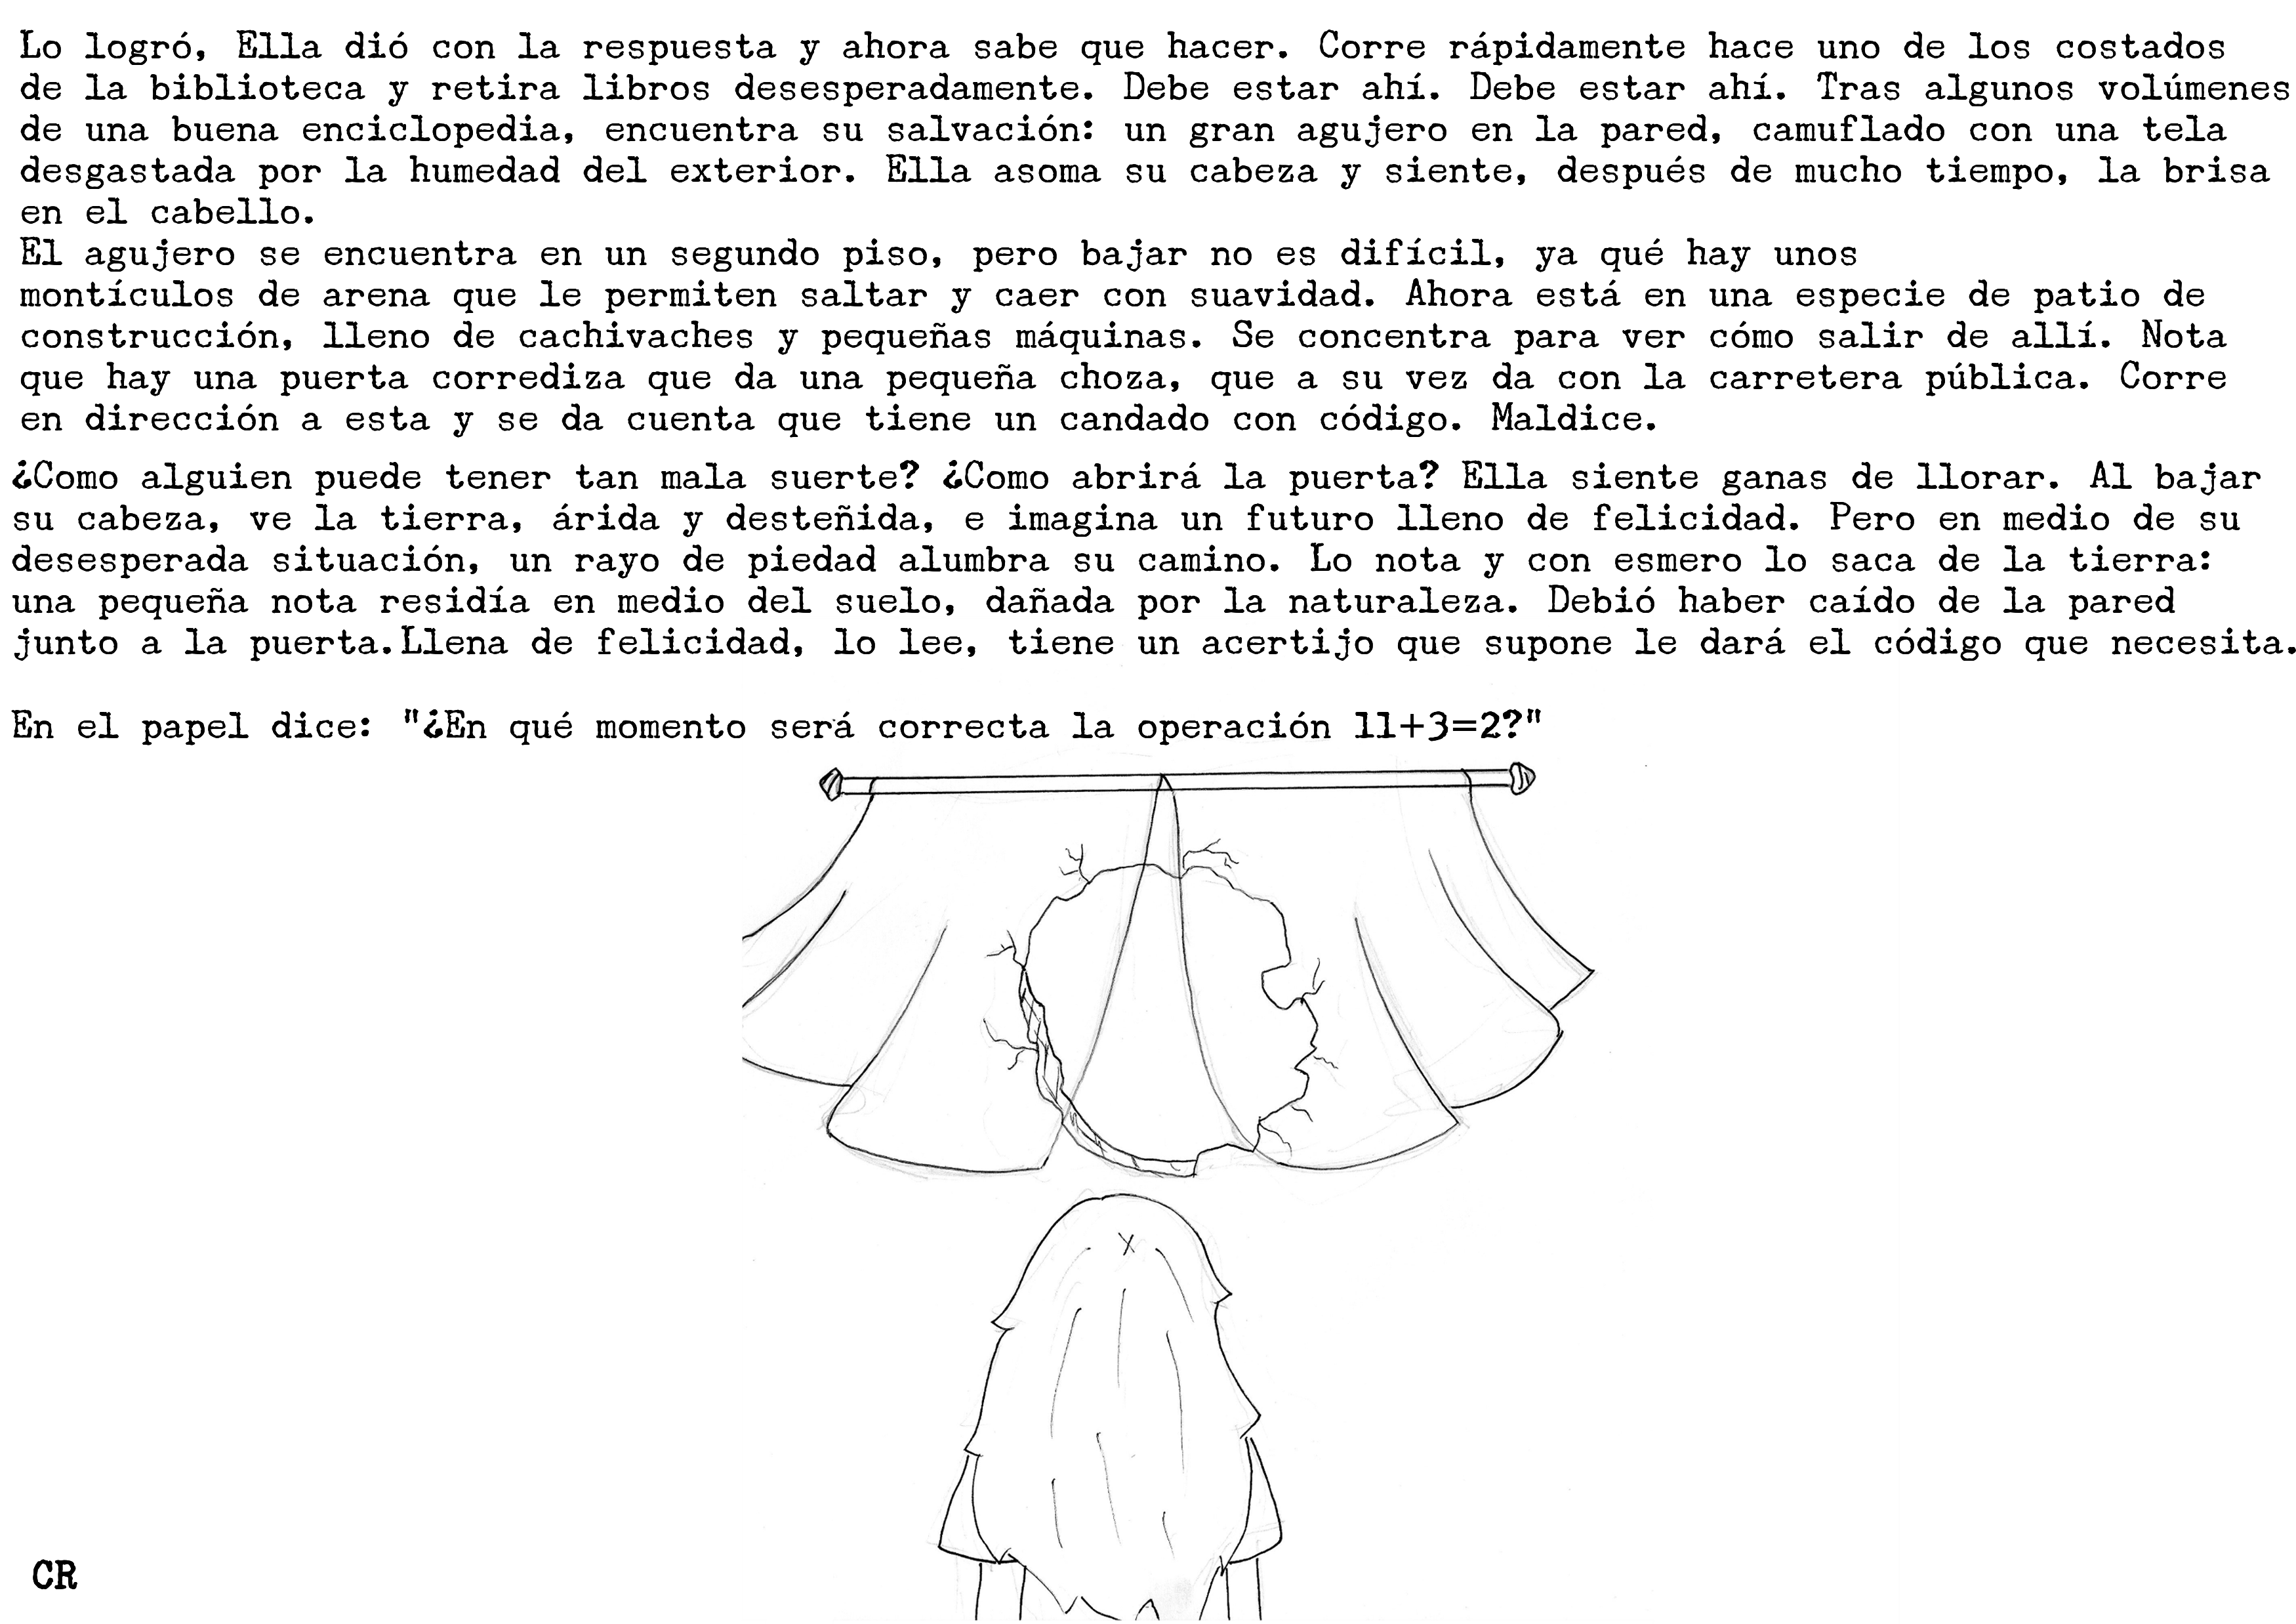 Lo logró, Ella dió con la respuesta y ahora sabe que hacer. Corre rápidamente hace uno de los costados
de la biblioteca y retira libros desesperadamente. Debe estar ahí. Debe estar ahí. Tras algunos volúmenes
de una buena enciclopedia, encuentra su salvación: un gran agujero en la pared, camuflado con una tela
desgastada por la humedad del exterior. Ella asoma su cabeza y siente, después de mucho tiempo, la brisa
en el cabello.
El agujero se encuentra en un segundo piso, pero bajar no es difícil, ya qué hay unos
montículos de arena que le permiten saltar y caer con suavidad. Ahora está en una especie de patio de
construcción, lleno de cachivaches y pequeñas máquinas. Se concentra para ver cómo salir de allí. Nota
que hay una puerta corrediza que da una pequeña choza, que a su vez da con la carretera pública. Corre
en dirección a esta y se da cuenta que tiene un candado con código. Maldice.
¿Como alguien puede tener tan mala suerte? ¿Como abrirá la puerta? Ella siente ganas de llorar. Al bajar
su cabeza, ve la tierra, árida y desteñida, e imagina un futuro lleno de felicidad. Pero en medio de su
desesperada situación, un rayo de piedad alumbra su camino. Lo nota y con esmero lo saca de la tierra:
una pequeña nota residía en medio del suelo, dañada por la naturaleza. Debió haber caído de la pared
junto a la puerta.Llena de felicidad, lo lee, tiene un acertijo que supone le dará el código que necesita.
En el papel dice: "¿En qué momento será correcta la operación 11+3=2?"
CR